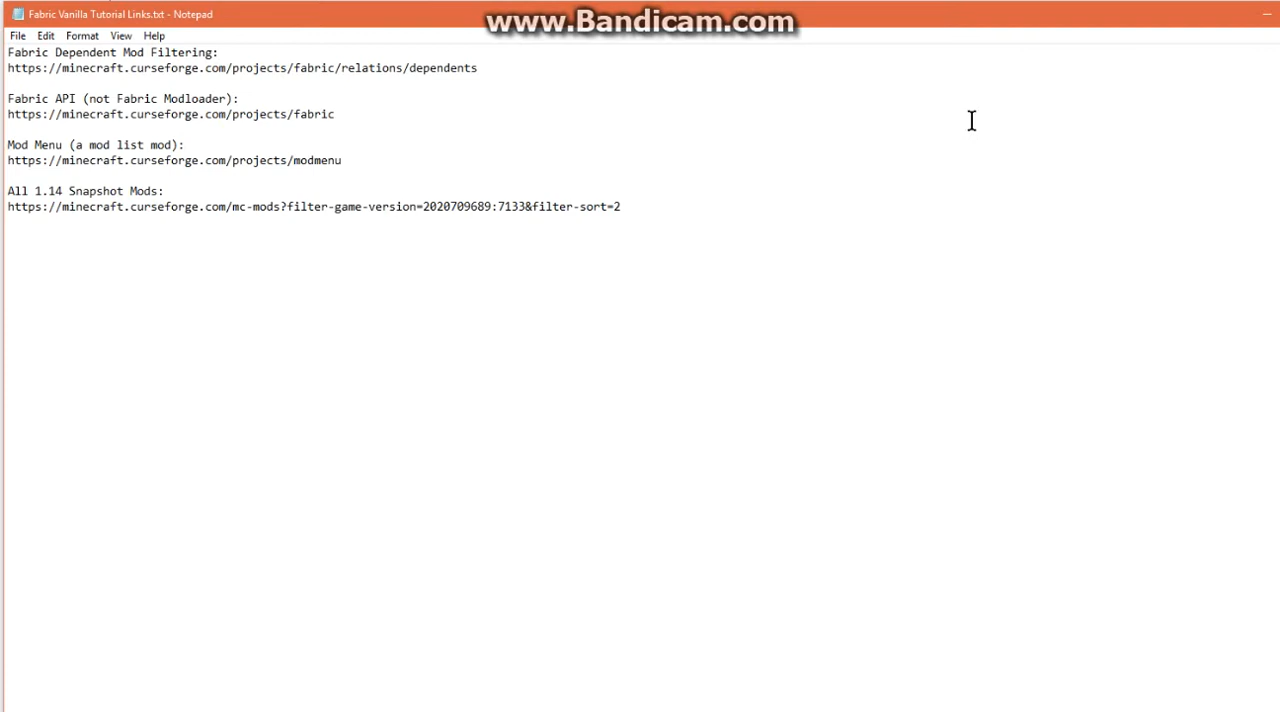 Fabric Vanilla Tutorial Links.txt - Notepad
www.Bandicam.com
File Edit Format View Help
Fabric Dependent Mod Filtering:
https://minecraft.curseforge.com/projects/fabric/relations/dependents
Fabric API (not Fabric Modloader):
https://minecraft.curseforge.com/projects/fabric
Mod Menu (a mod list mod):
https://minecraft.curseforge.com/projects/modmenu
All 1.14 Snapshot Mods:
https://minecraft.curseforge.com/mc-mods?filter-game-version=2020709689:7133&filter-sort=2